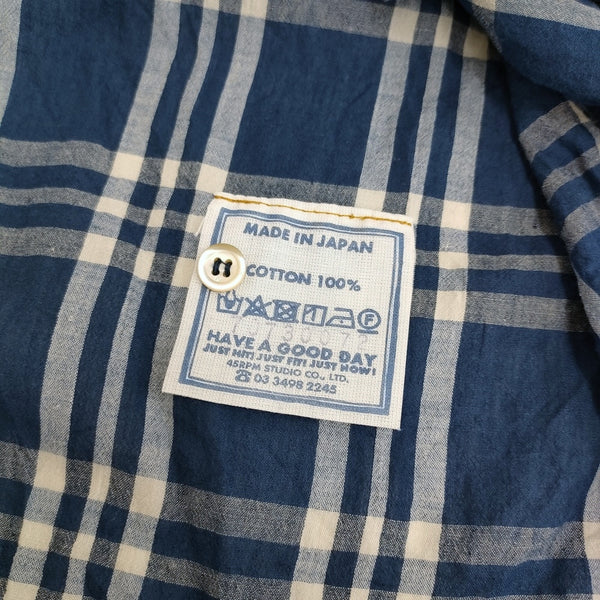 MADE IN JAPAN
COTTON 100%
F
HAVE A GOOD DAY
JUST HIT! JUST FIT! JUST NOW!
45RPM STUDIO CO., LTD.
☎ 03 3498 2245